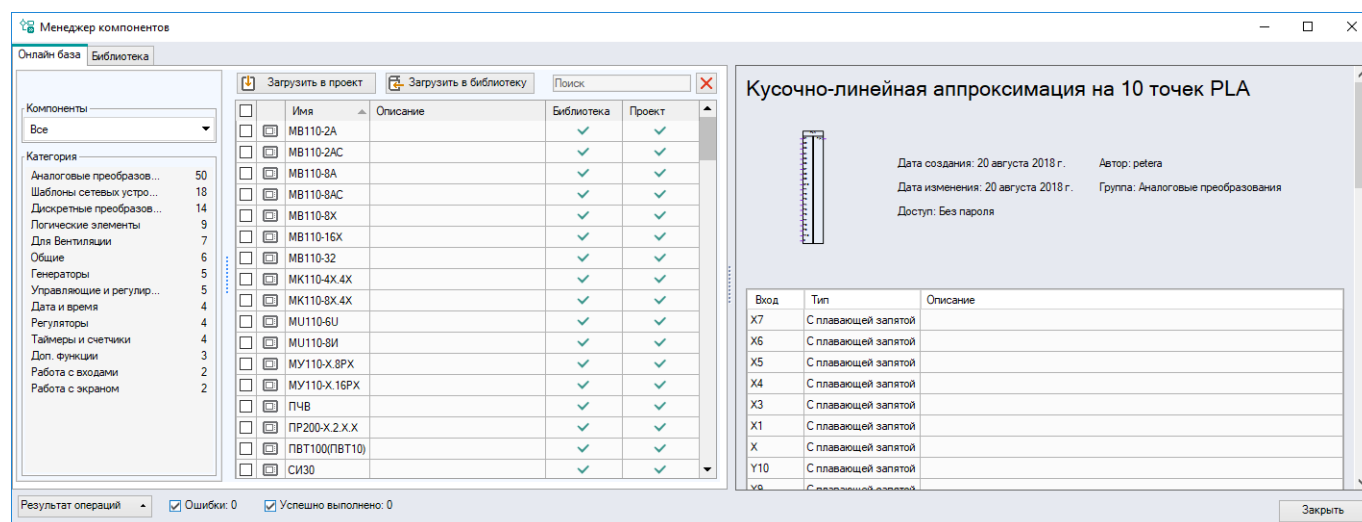 Менеджер компонентов
Онлайн база Библиотека
Компоненты
Все
Категория
Аналоговые преобразов... 50
Шаблоны сетевых устро... 18
Дискретные преобразов... 14
Логические элементы 9
Для Вентиляции 7
Общие 6
Генераторы 5
Управляющие и регулир... 5
Дата и время 4
Регуляторы 4
Таймеры и счетчики 4
Доп. функции 3
Работа с входами 2
Работа с экраном 2
Загрузить в проект Загрузить в библиотеку Поиск
Имя Описание Библиотека Проект
МВ110-2А
МВ110-2АС
МВ110-8А
МВ110-8АС
МВ110-8Х
МВ110-16Х
МВ110-32
МК110-4Х.4Х
МК110-8Х.4Х
MU110-6U
MU110-8И
МУ110-Х.8РХ
МУ110-Х.16РХ
ПЧВ
ПР200-Х.2.Х.Х
ПВТ100(ПВТ10)
СИ30
Кусочно-линейная аппроксимация на 10 точек PLA
Дата создания: 20 августа 2018 г. Автор: petera
Дата изменения: 20 августа 2018 г. Группа: Аналоговые преобразования
Доступ: Без пароля
Вход Тип Описание
X7 С плавающей запятой
X6 С плавающей запятой
X5 С плавающей запятой
X4 С плавающей запятой
X3 С плавающей запятой
X1 С плавающей запятой
X С плавающей запятой
Y10 С плавающей запятой
Y9 С плавающей запятой
Результат операций Ошибки: 0 Успешно выполнено: 0
Закрыть